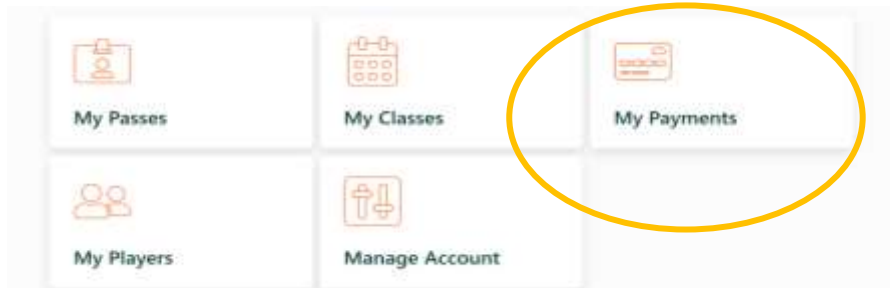 My Passes
My Classes
My Payments
My Players
Manage Account